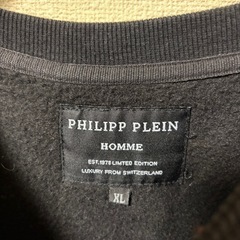 PHILIPP PLEIN
HOMME
EST.1978 LIMITED EDITION
LUXURY FROM SWITZERLAND
XL